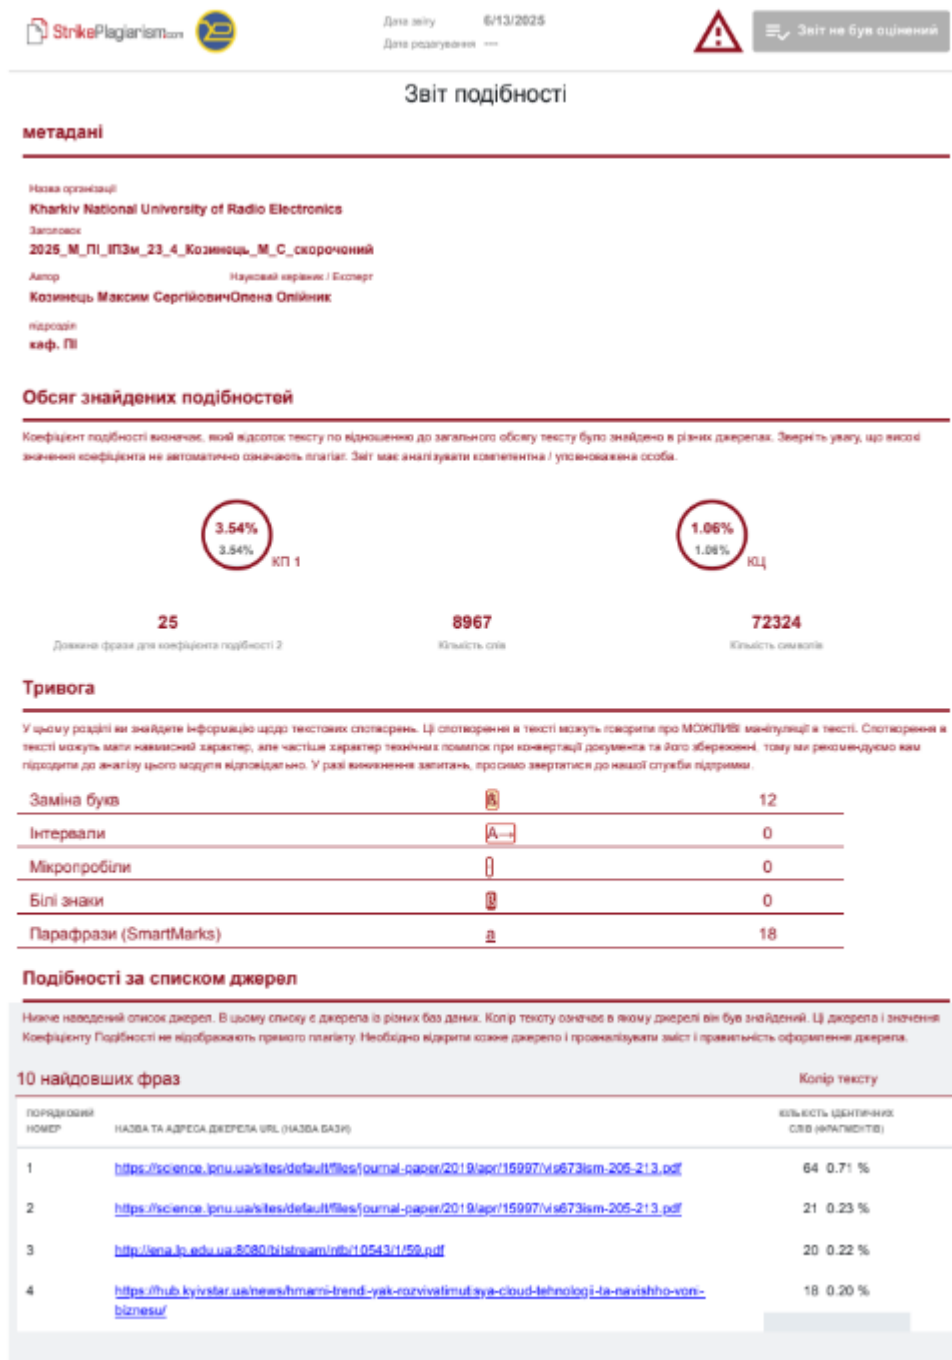 StrikePlagiarism.com
Дата звіту 6/13/2025
Дата редагування ---
Звіт не був оцінений
Звіт подібності
метадані
Назва організації
Kharkiv National University of Radio Electronics
Заголовок
2025_М_ПІ_ІПЗм_23_4_Козинець_М_С_скорочений
Автор Науковий керівник / Експерт
Козинець Максим СергійовичОлена Олійник
підрозділ
каф. ПІ
Обсяг знайдених подібностей
Коефіцієнт подібності визначає, який відсоток тексту по відношенню до загального обсягу тексту було знайдено в різних джерелах. Зверніть увагу, що високі
значення коефіцієнта не автоматично означають плагіат. Звіт має аналізувати компетентна / уповноважена особа.
3.54%
3.54%
КП 1
1.06%
1.06%
КЦ
25 8967 72324
Довжина фрази для коефіцієнта подібності 2 Кількість слів Кількість символів
Тривога
У цьому розділі ви знайдете інформацію щодо текстових спотворень. Ці спотворення в тексті можуть говорити про МОЖЛИВІ маніпуляції в тексті. Спотворення в
тексті можуть мати навмисний характер, але частіше характер технічних помилок при конвертації документа та його збереженні, тому ми рекомендуємо вам
підходити до аналізу цього модуля відповідально. У разі виникнення запитань, просимо звертатися до нашої служби підтримки.
Заміна букв ß 12
Інтервали A→ 0
Мікропробіли 0
Білі знаки ß 0
Парафрази (SmartMarks) a 18
Подібності за списком джерел
Нижче наведений список джерел. В цьому списку є джерела із різних баз даних. Колір тексту означає в якому джерелі він був знайдений. Ці джерела і значення
Коефіцієнту Подібності не відображають прямого плагіату. Необхідно відкрити кожне джерело і проаналізувати зміст і правильність оформлення джерела.
10 найдовших фраз Колір тексту
ПОРЯДКОВИЙ НОМЕР НАЗВА ТА АДРЕСА ДЖЕРЕЛА URL (НАЗВА БАЗИ) КІЛЬКІСТЬ ІДЕНТИЧНИХ СЛІВ (ФРАГМЕНТІВ)
1 https://science.lpnu.ua/sites/default/files/journal-paper/2019/apr/15997/vis673ism-205-213.pdf 64 0.71 %
2 https://science.lpnu.ua/sites/default/files/journal-paper/2019/apr/15997/vis673ism-205-213.pdf 21 0.23 %
3 http://ena.lp.edu.ua:8080/bitstream/ntb/10543/1/59.pdf 20 0.22 %
4 https://hub.kyivstar.ua/news/hmarni-trendi-yak-rozvivatimutsya-cloud-tehnologii-ta-navishho-voni-
biznesu/ 18 0.20 %